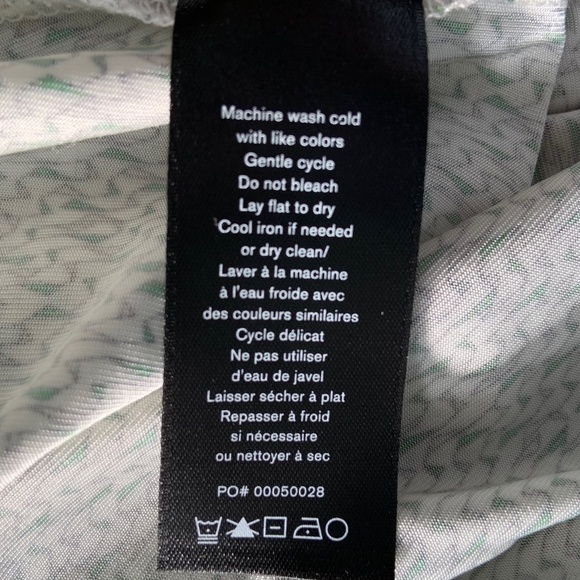 Machine wash cold
with like colors
Gentle cycle
Do not bleach
Lay flat to dry
Cool iron if needed
or dry clean/
Laver à la machine
à l'eau froide avec
des couleurs similaires
Cycle délicat
Ne pas utiliser
d'eau de javel
Laisser sécher à plat
Repasser à froid
si nécessaire
ou nettoyer à sec
PO# 00050028